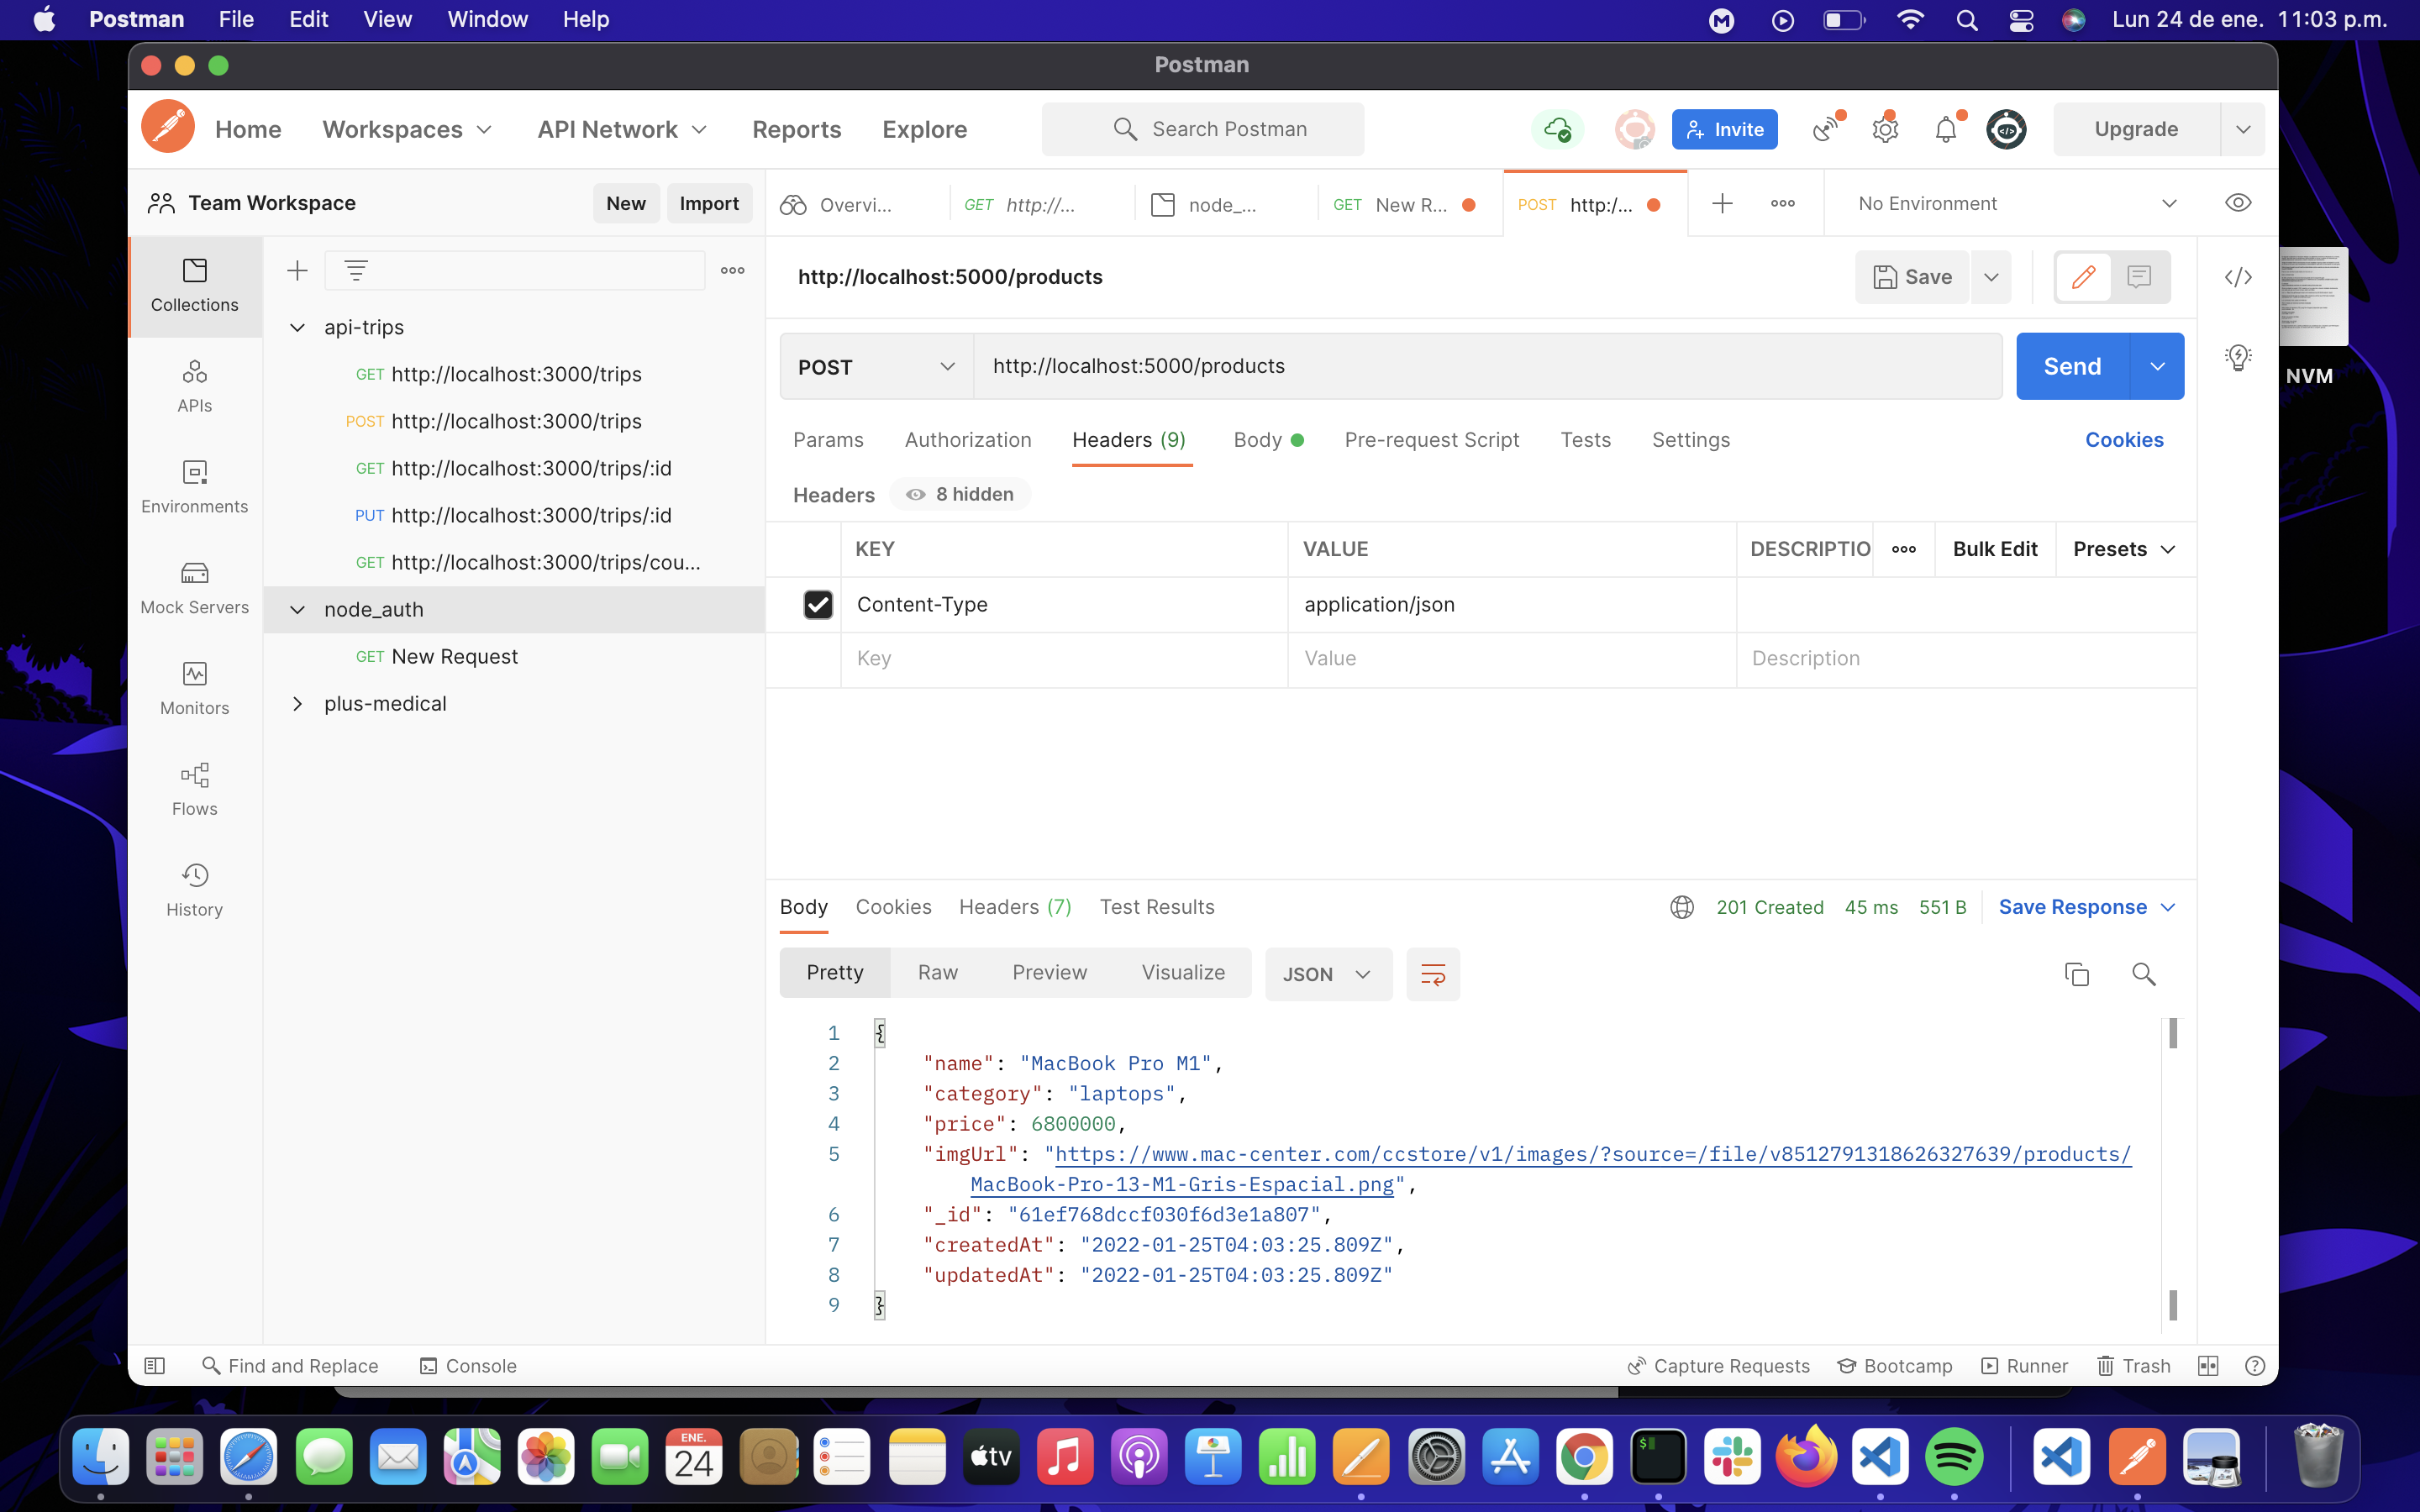 Postman File Edit View Window Help Lun 24 de ene. 11:03 p.m.
Postman
Home Workspaces API Network Reports Explore Search Postman Invite Upgrade
Team Workspace New Import Overvi... GET http://... node_... GET New R... POST http:/... No Environment
Collections
APIs
Environments
Mock Servers
Monitors
Flows
History
api-trips
GET http://localhost:3000/trips
POST http://localhost:3000/trips
GET http://localhost:3000/trips/:id
PUT http://localhost:3000/trips/:id
GET http://localhost:3000/trips/cou...
node_auth
GET New Request
plus-medical
http://localhost:5000/products Save
POST http://localhost:5000/products Send
Params Authorization Headers (9) Body Pre-request Script Tests Settings Cookies
Headers 8 hidden
KEY VALUE DESCRIPTIO Bulk Edit Presets
Content-Type application/json
Key Value Description
Body Cookies Headers (7) Test Results 201 Created 45 ms 551 B Save Response
Pretty Raw Preview Visualize JSON
1 {
2 "name": "MacBook Pro M1",
3 "category": "laptops",
4 "price": 6800000,
5 "imgUrl": "https://www.mac-center.com/ccstore/v1/images/?source=/file/v8512791318626327639/products/
MacBook-Pro-13-M1-Gris-Espacial.png",
6 "_id": "61ef768dccf030f6d3e1a807",
7 "createdAt": "2022-01-25T04:03:25.809Z",
8 "updatedAt": "2022-01-25T04:03:25.809Z"
9 }
Find and Replace Console Capture Requests Bootcamp Runner Trash
NVM
ENE.
24
tv